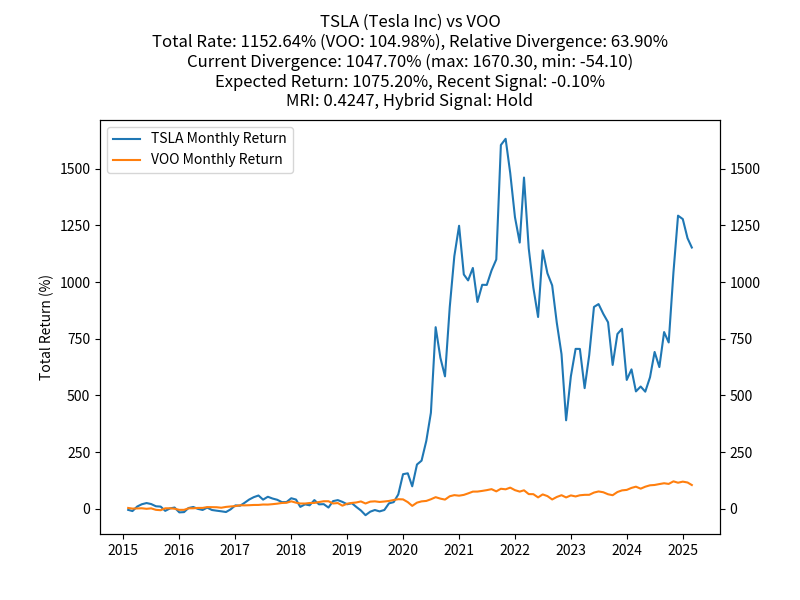 TSLA (Tesla Inc) vs VOO
Total Rate: 1152.64% (VOO: 104.98%), Relative Divergence: 63.90%
Current Divergence: 1047.70% (max: 1670.30, min: -54.10)
Expected Return: 1075.20%, Recent Signal: -0.10%
MRI: 0.4247, Hybrid Signal: Hold
TSLA Monthly Return
VOO Monthly Return
Total Return (%)
1500 1500
1250 1250
1000 1000
750 750
500 500
250 250
0 0
2015 2016 2017 2018 2019 2020 2021 2022 2023 2024 2025